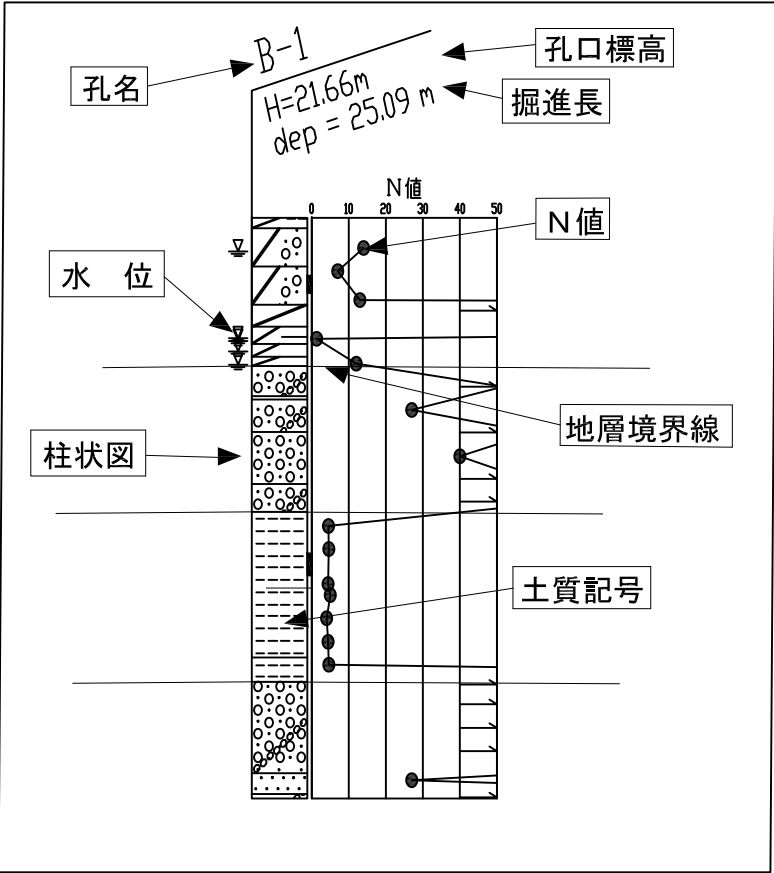 B-1
孔口標高
孔名
H=21.66m
dep = 25.09 m
掘進長
N値
0 10 20 30 40 50
N値
水　位
地層境界線
柱状図
土質記号